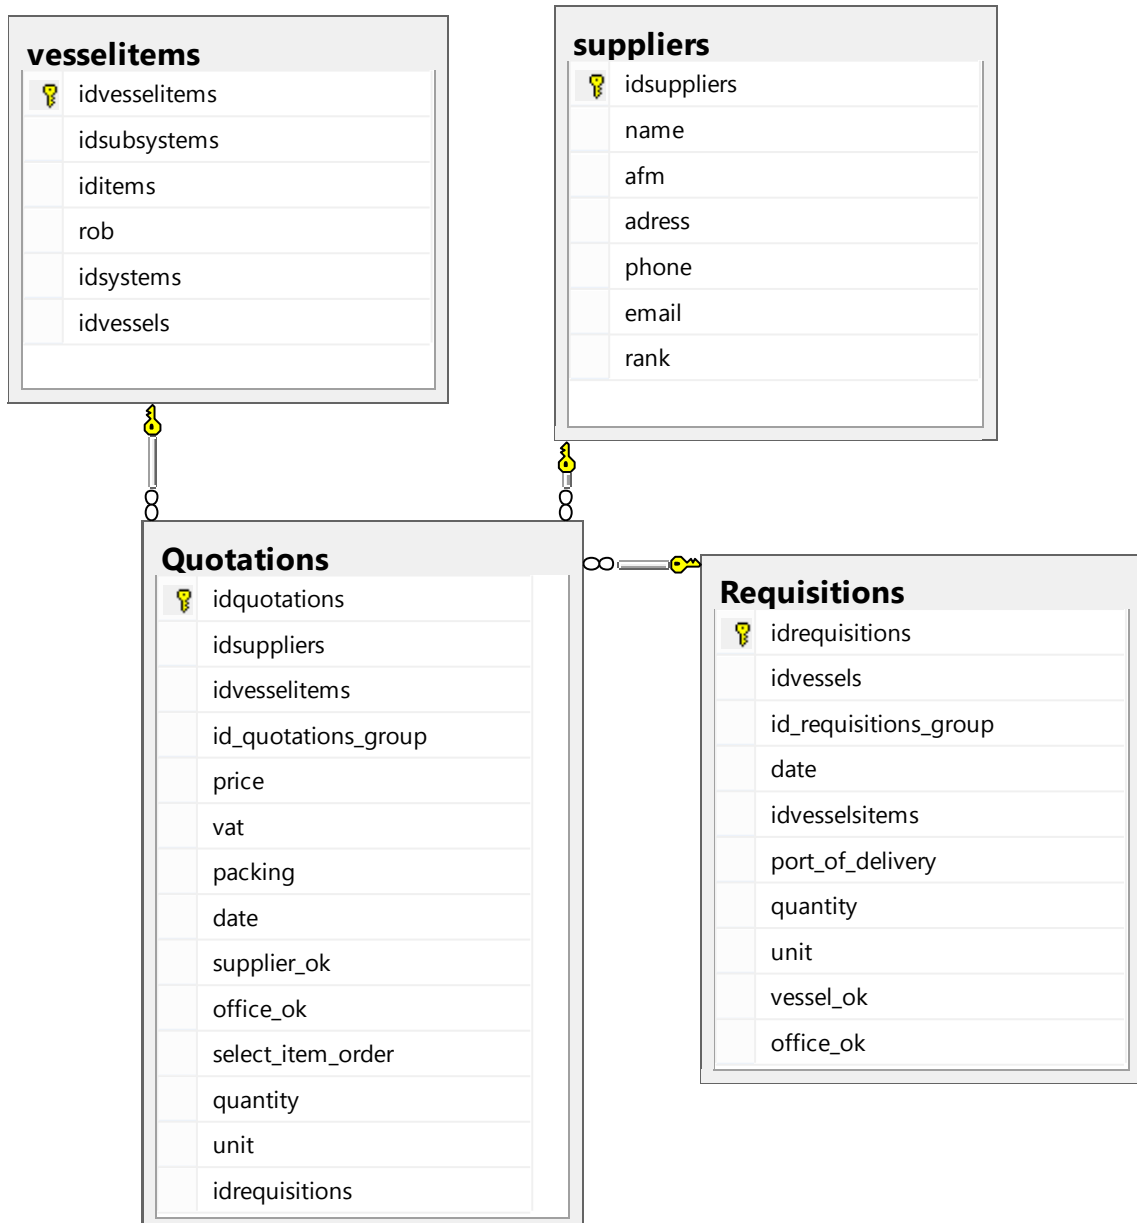 vesselitems
idvesselitems
idsubsystems
iditems
rob
idsystems
idvessels
suppliers
idsuppliers
name
afm
adress
phone
email
rank
Quotations
idquotations
idsuppliers
idvesselitems
id_quotations_group
price
vat
packing
date
supplier_ok
office_ok
select_item_order
quantity
unit
idrequisitions
Requisitions
idrequisitions
idvessels
id_requisitions_group
date
idvesselsitems
port_of_delivery
quantity
unit
vessel_ok
office_ok